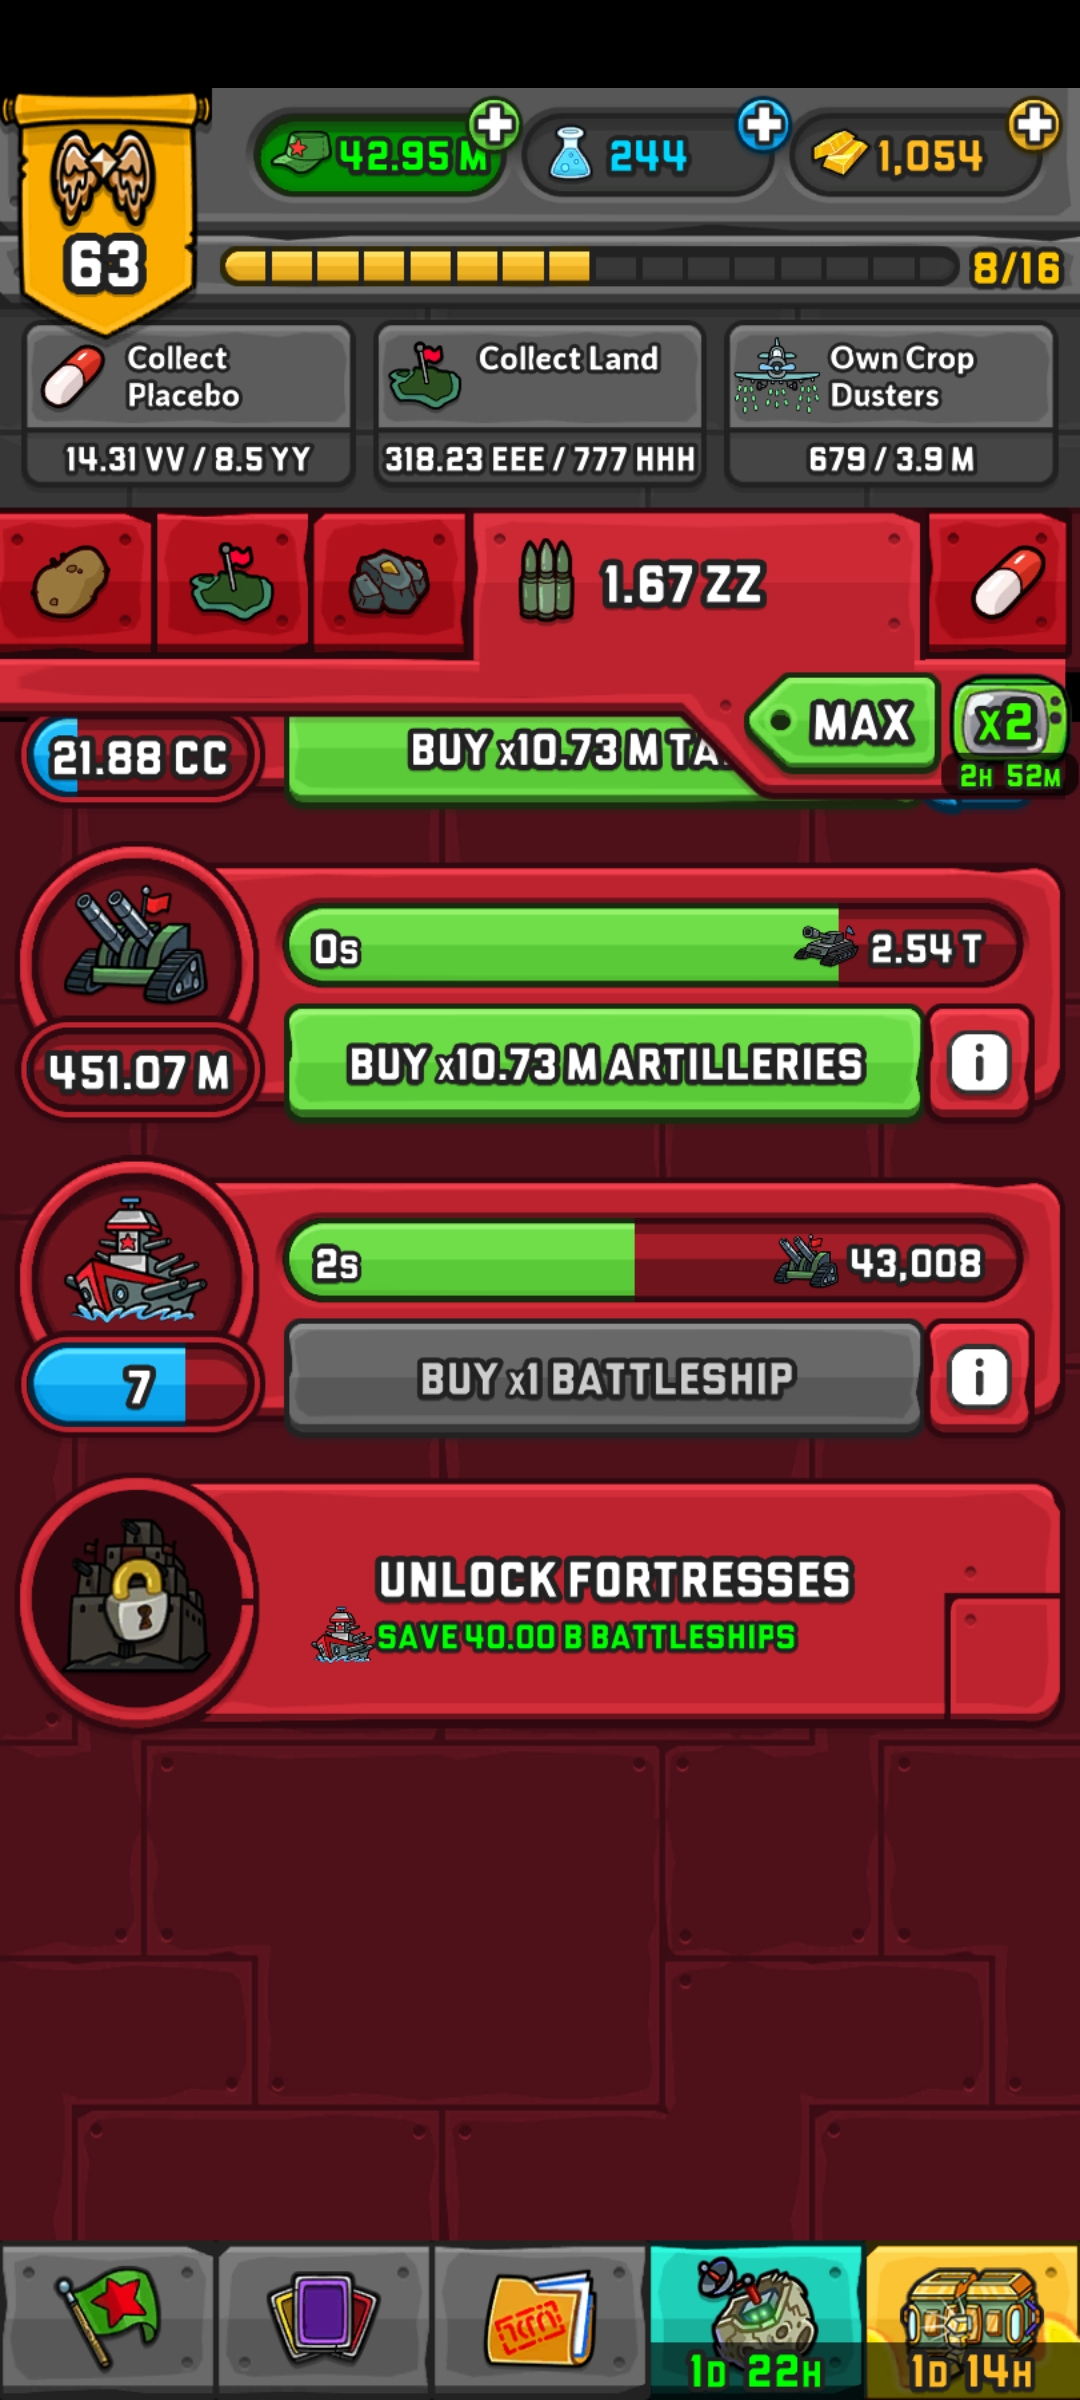 42.95 M
244
1,054
63
8/16
Collect
Placebo
14.31 VV / 8.5 YY
Collect Land
318.23 EEE / 777 HHH
Own Crop
Dusters
679 / 3.9 M
1.67 ZZ
MAX
X2
2H 52M
21.88 CC
BUY x10.73 M TA
0s
2.54 T
451.07 M
BUY x10.73 M ARTILLERIES
i
2s
43,008
7
BUY x1 BATTLESHIP
i
UNLOCK FORTRESSES
SAVE 40.00 B BATTLESHIPS
1D 22H
1D 14H